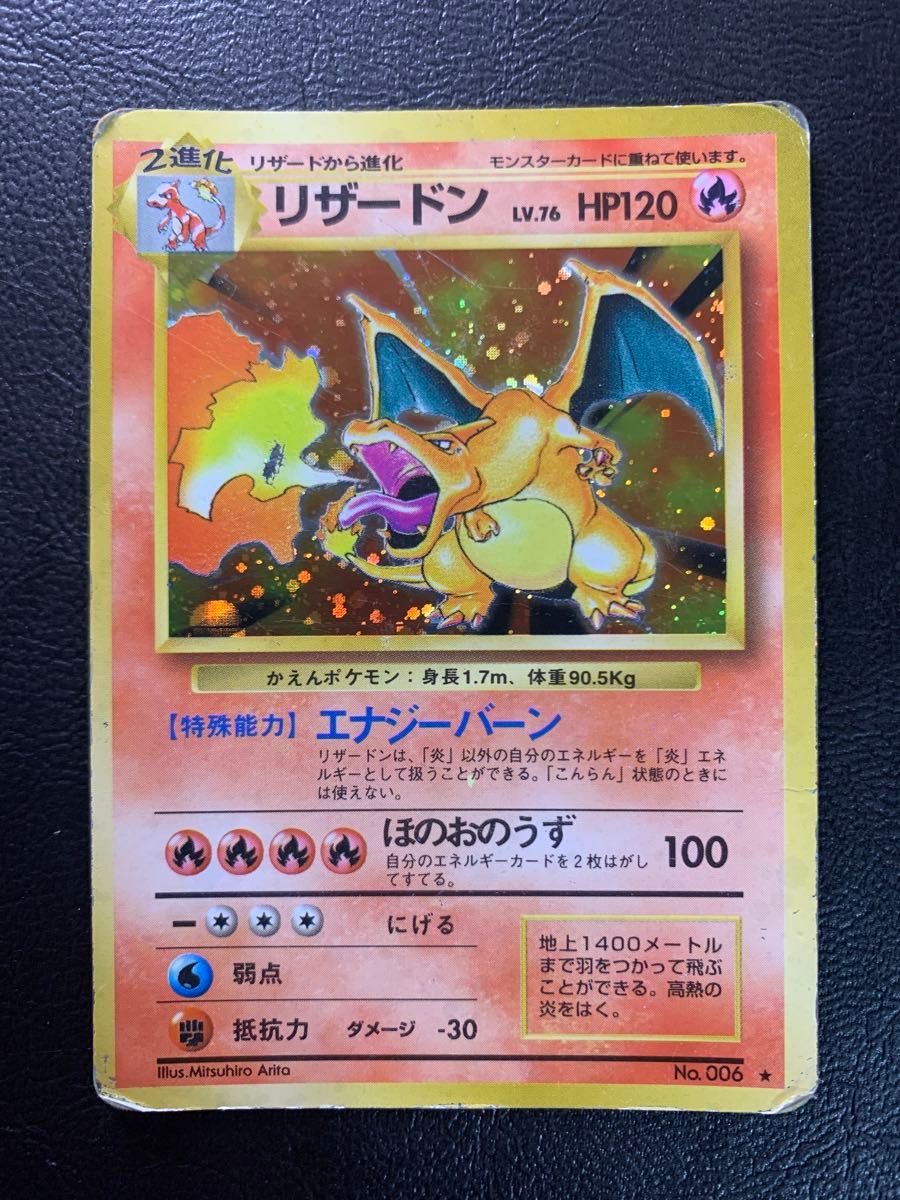 2進化
リザードから進化
モンスターカードに重ねて使います。
リザードン LV.76 HP120
かえんポケモン：身長1.7m、体重90.5Kg
【特殊能力】エナジーバーン
リザードンは、「炎」以外の自分のエネルギーを「炎」エネ
ルギーとして扱うことができる。「こんらん」状態のときに
は使えない。
ほのおのうず 100
自分のエネルギーカードを2枚はがし
てすてる。
にげる
弱点
抵抗力 ダメージ -30
地上1400メートル
まで羽をつかって飛ぶ
ことができる。高熱の
炎をはく。
Illus.Mitsuhiro Arita
No. 006 ★